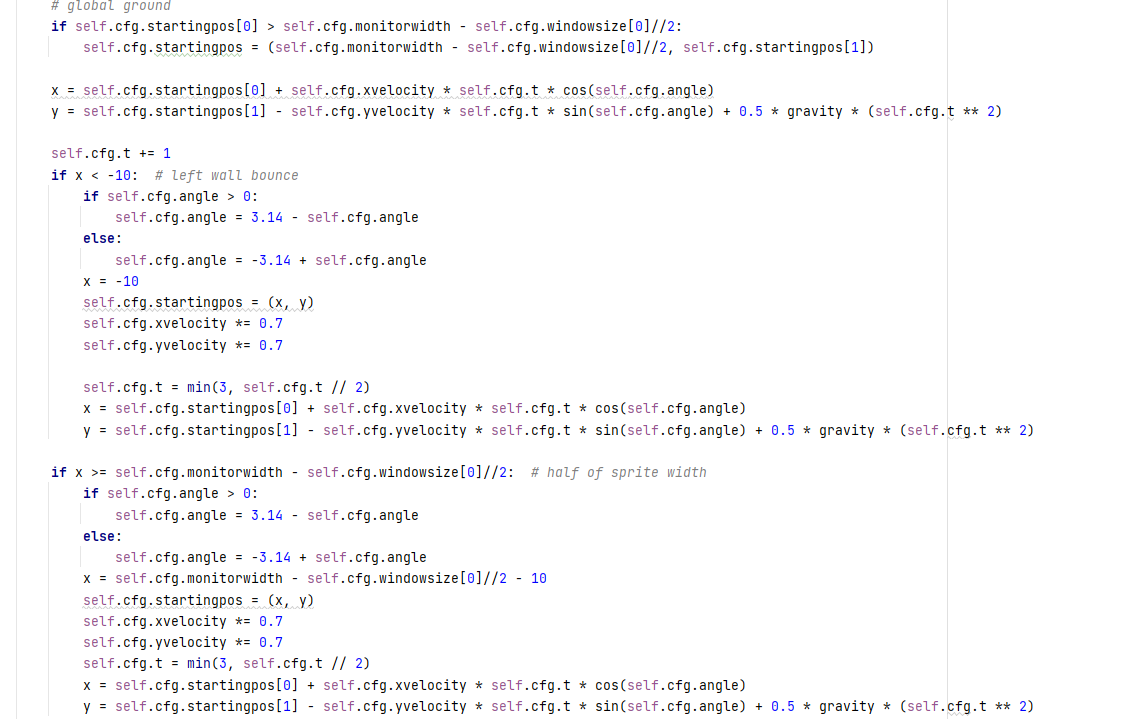 # global ground
if self.cfg.startingpos[0] > self.cfg.monitorwidth - self.cfg.windowsize[0]//2:
    self.cfg.startingpos = (self.cfg.monitorwidth - self.cfg.windowsize[0]//2, self.cfg.startingpos[1])

x = self.cfg.startingpos[0] + self.cfg.xvelocity * self.cfg.t * cos(self.cfg.angle)
y = self.cfg.startingpos[1] - self.cfg.yvelocity * self.cfg.t * sin(self.cfg.angle) + 0.5 * gravity * (self.cfg.t ** 2)

self.cfg.t += 1
if x < -10:  # left wall bounce
    if self.cfg.angle > 0:
        self.cfg.angle = 3.14 - self.cfg.angle
    else:
        self.cfg.angle = -3.14 + self.cfg.angle
    x = -10
    self.cfg.startingpos = (x, y)
    self.cfg.xvelocity *= 0.7
    self.cfg.yvelocity *= 0.7

    self.cfg.t = min(3, self.cfg.t // 2)
    x = self.cfg.startingpos[0] + self.cfg.xvelocity * self.cfg.t * cos(self.cfg.angle)
    y = self.cfg.startingpos[1] - self.cfg.yvelocity * self.cfg.t * sin(self.cfg.angle) + 0.5 * gravity * (self.cfg.t ** 2)

if x >= self.cfg.monitorwidth - self.cfg.windowsize[0]//2:  # half of sprite width
    if self.cfg.angle > 0:
        self.cfg.angle = 3.14 - self.cfg.angle
    else:
        self.cfg.angle = -3.14 + self.cfg.angle
    x = self.cfg.monitorwidth - self.cfg.windowsize[0]//2 - 10
    self.cfg.startingpos = (x, y)
    self.cfg.xvelocity *= 0.7
    self.cfg.yvelocity *= 0.7
    self.cfg.t = min(3, self.cfg.t // 2)
    x = self.cfg.startingpos[0] + self.cfg.xvelocity * self.cfg.t * cos(self.cfg.angle)
    y = self.cfg.startingpos[1] - self.cfg.yvelocity * self.cfg.t * sin(self.cfg.angle) + 0.5 * gravity * (self.cfg.t ** 2)